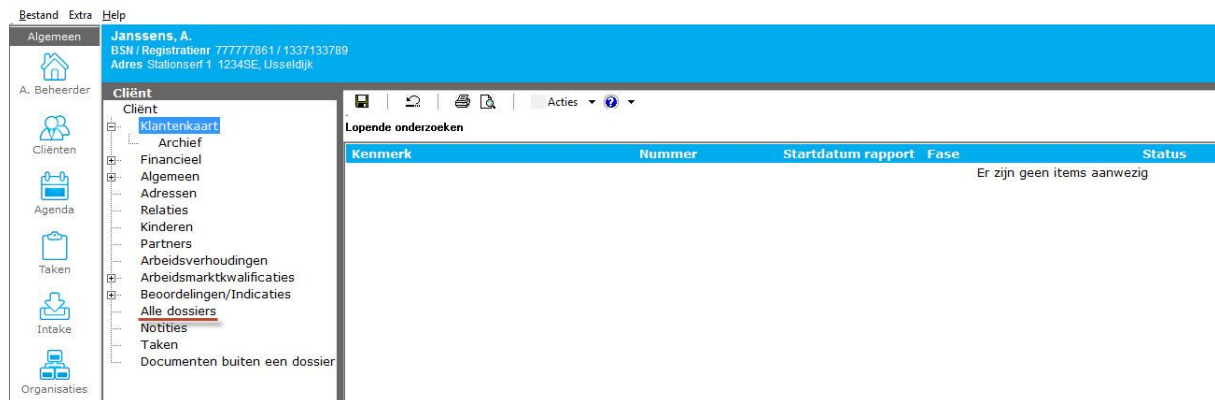 Bestand Extra Help
Algemeen
A. Beheerder
Cliënten
Agenda
Taken
Intake
Organisaties
Janssens, A.
BSN / Registratienr 777777861 / 1337133789
Adres Stationserf 1 1234SE, IJsseldijk
Cliënt
Cliënt
Klantenkaart
Archief
Financieel
Algemeen
Adressen
Relaties
Kinderen
Partners
Arbeidsverhoudingen
Arbeidsmarktkwalificaties
Beoordelingen/Indicaties
Alle dossiers
Notities
Taken
Documenten buiten een dossier
Acties
Lopende onderzoeken
Kenmerk Nummer Startdatum rapport Fase Status
Er zijn geen items aanwezig